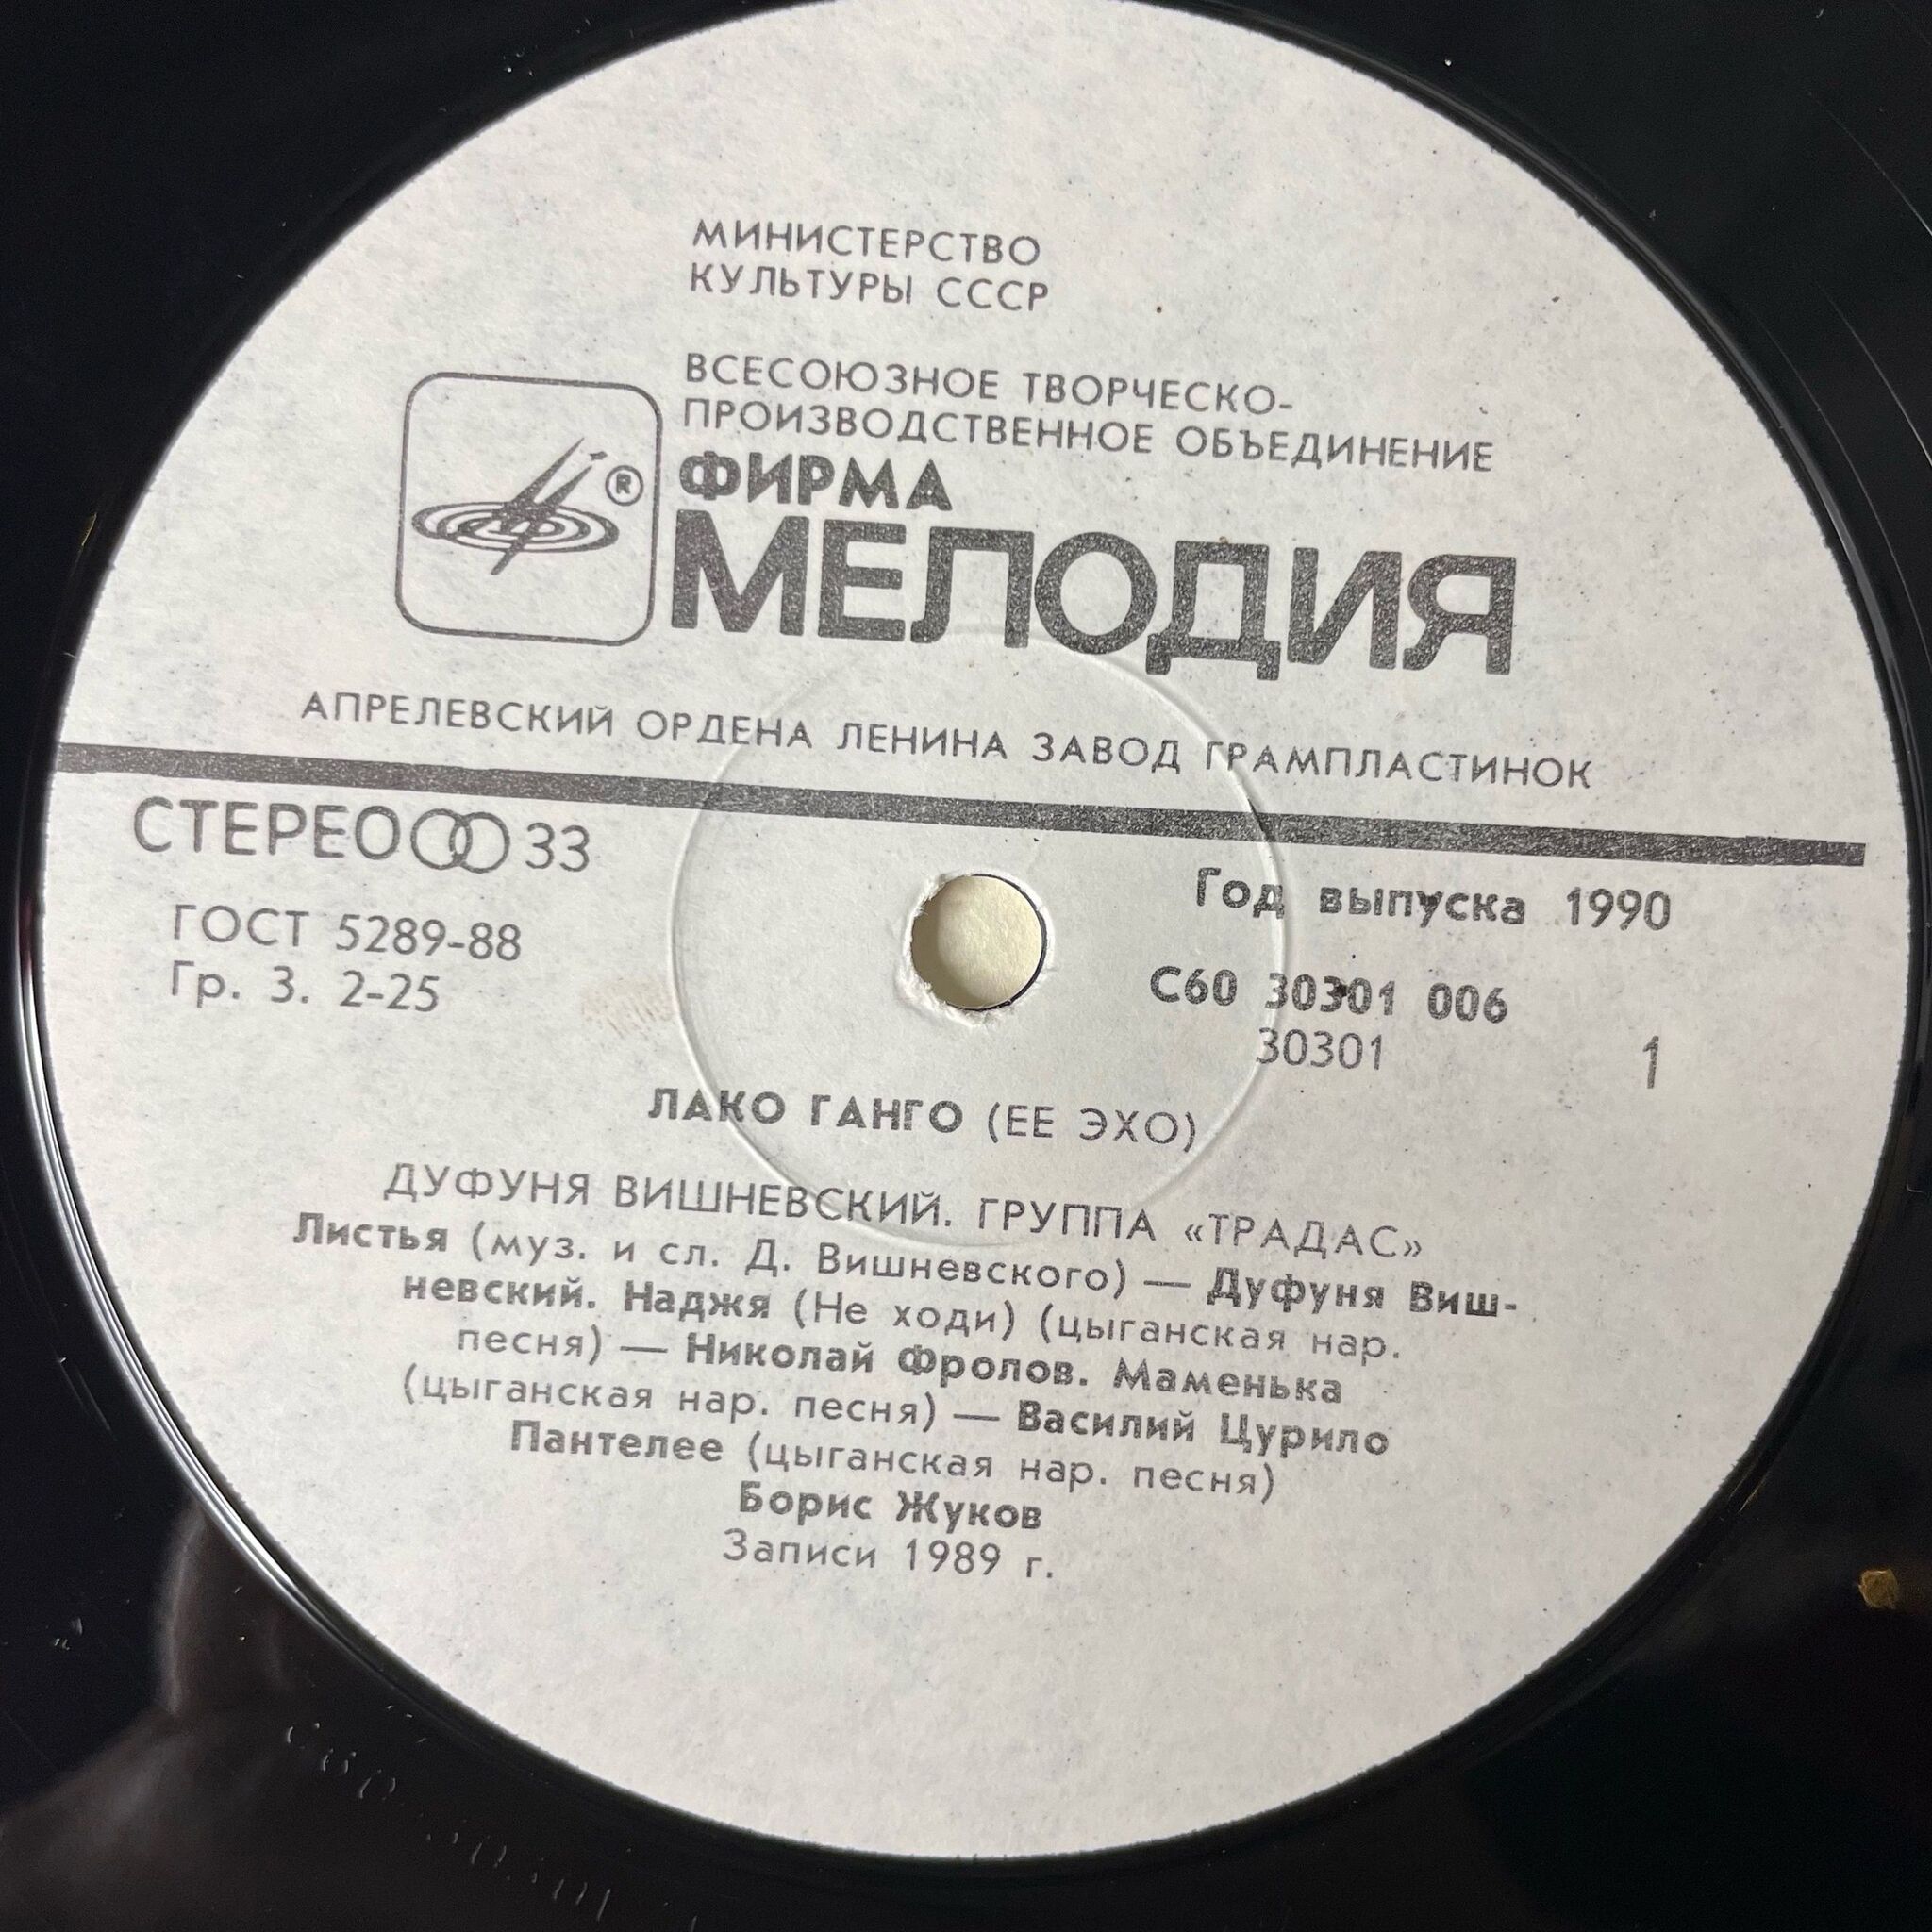 МИНИСТЕРСТВО
КУЛЬТУРЫ СССР
ВСЕСОЮЗНОЕ ТВОРЧЕСКО-
ПРОИЗВОДСТВЕННОЕ ОБЪЕДИНЕНИЕ
ФИРМА
®
МЕЛОДИЯ
АПРЕЛЕВСКИЙ ОРДЕНА ЛЕНИНА ЗАВОД ГРАМПЛАСТИНОК
СТЕРЕО 33
Год выпуска 1990
ГОСТ 5289-88
Гр. 3. 2-25
С60 30301 006
30301
1
ЛАКО ГАНГО (ЕЕ ЭХО)
ДУФУНЯ ВИШНЕВСКИЙ. ГРУППА «ТРАДАС»
Листья (муз. и сл. Д. Вишневского) — Дуфуня Виш-
невский. Наджя (Не ходи) (цыганская нар.
песня) — Николай Фролов. Маменька
(цыганская нар. песня) — Василий Цурило
Пантелее (цыганская нар. песня)
Борис Жуков
Записи 1989 г.